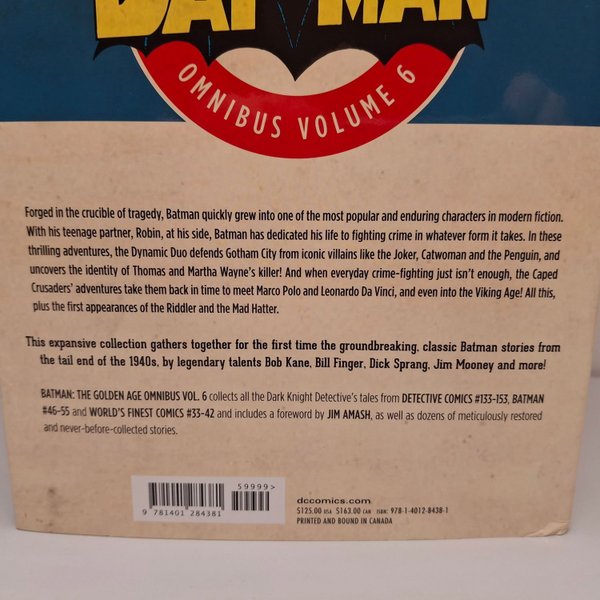 BATMAN
OMNIBUS VOLUME 6
Forged in the crucible of tragedy, Batman quickly grew into one of the most popular and enduring characters in modern fiction.
With his teenage partner, Robin, at his side, Batman has dedicated his life to fighting crime in whatever form it takes. In these
thrilling adventures, the Dynamic Duo defends Gotham City from iconic villains like the Joker, Catwoman and the Penguin, and
uncovers the identity of Thomas and Martha Wayne's killer! And when everyday crime-fighting just isn't enough, the Caped
Crusaders' adventures take them back in time to meet Marco Polo and Leonardo Da Vinci, and even into the Viking Age! All this,
plus the first appearances of the Riddler and the Mad Hatter.
This expansive collection gathers together for the first time the groundbreaking, classic Batman stories from
the tail end of the 1940s, by legendary talents Bob Kane, Bill Finger, Dick Sprang, Jim Mooney and more!
BATMAN: THE GOLDEN AGE OMNIBUS VOL. 6 collects all the Dark Knight Detective's tales from DETECTIVE COMICS #133-153, BATMAN
#46-55 and WORLD'S FINEST COMICS #33-42 and includes a foreword by JIM AMASH, as well as dozens of meticulously restored
and never-before-collected stories.
59999>
9 781401 284381
dccomics.com
$125.00 USA $163.00 CAN ISBN: 978-1-4012-8438-1
PRINTED AND BOUND IN CANADA